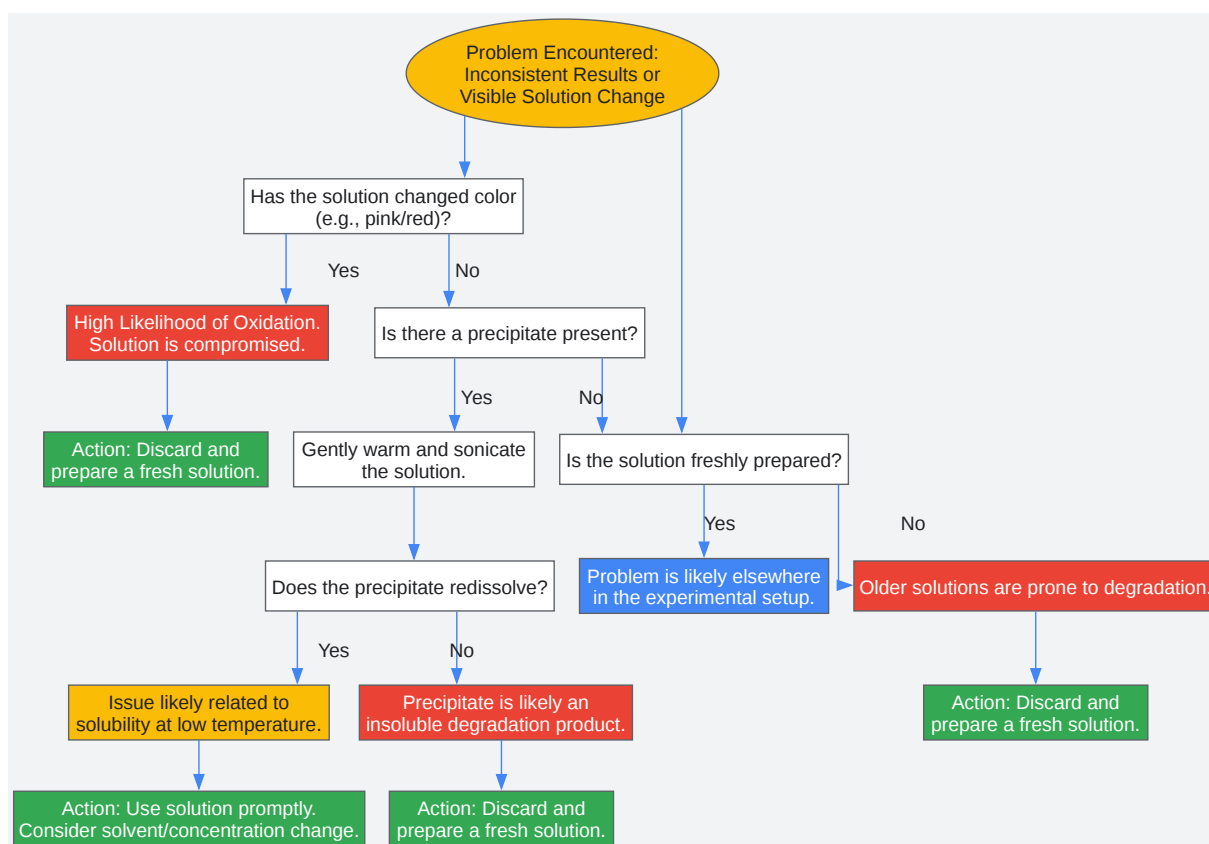 Problem Encountered:
Inconsistent Results or
Visible Solution Change
Has the solution changed color
(e.g., pink/red)?
Yes
No
High Likelihood of Oxidation.
Solution is compromised.
Is there a precipitate present?
Yes
No
Action: Discard and
prepare a fresh solution.
Gently warm and sonicate
the solution.
Is the solution freshly prepared?
Yes
No
Does the precipitate redissolve?
Problem is likely elsewhere
in the experimental setup.
Older solutions are prone to degradation.
Yes
No
Issue likely related to
solubility at low temperature.
Precipitate is likely an
insoluble degradation product.
Action: Discard and
prepare a fresh solution.
Action: Use solution promptly.
Consider solvent/concentration change.
Action: Discard and
prepare a fresh solution.